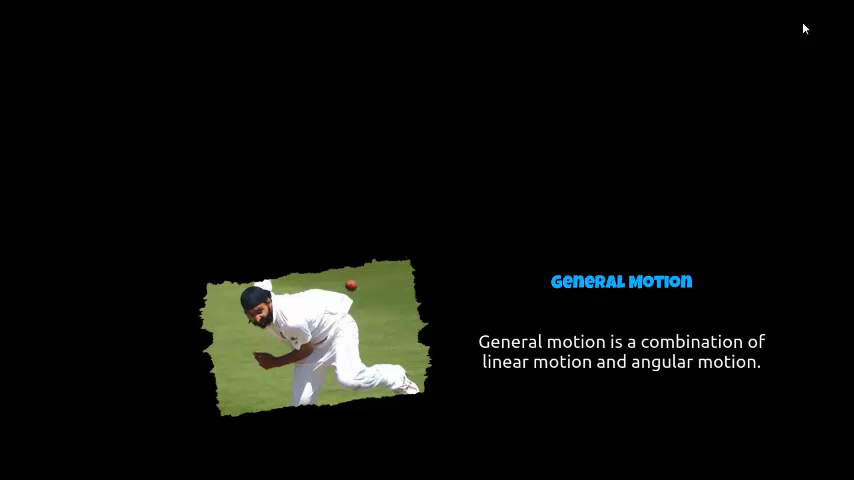 General Motion
General motion is a combination of
linear motion and angular motion.